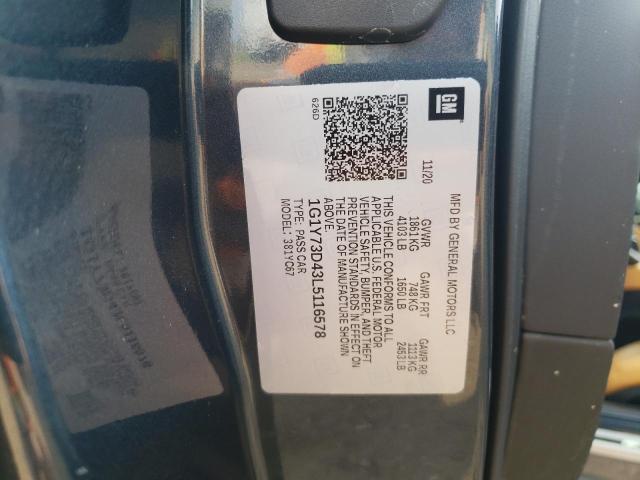 GM
MFD BY GENERAL MOTORS LLC
11/20
GVWR GAWR FRT GAWR RR
1861 KG 748 KG 1113 KG
4103 LB 1650 LB 2453 LB
THIS VEHICLE CONFORMS TO ALL
APPLICABLE U.S. FEDERAL MOTOR
VEHICLE SAFETY, BUMPER, AND THEFT
PREVENTION STANDARDS IN EFFECT ON
THE DATE OF MANUFACTURE SHOWN
ABOVE.
626D
1G1Y73D43L5116578
TYPE: PASS CAR
MODEL: 381YC67